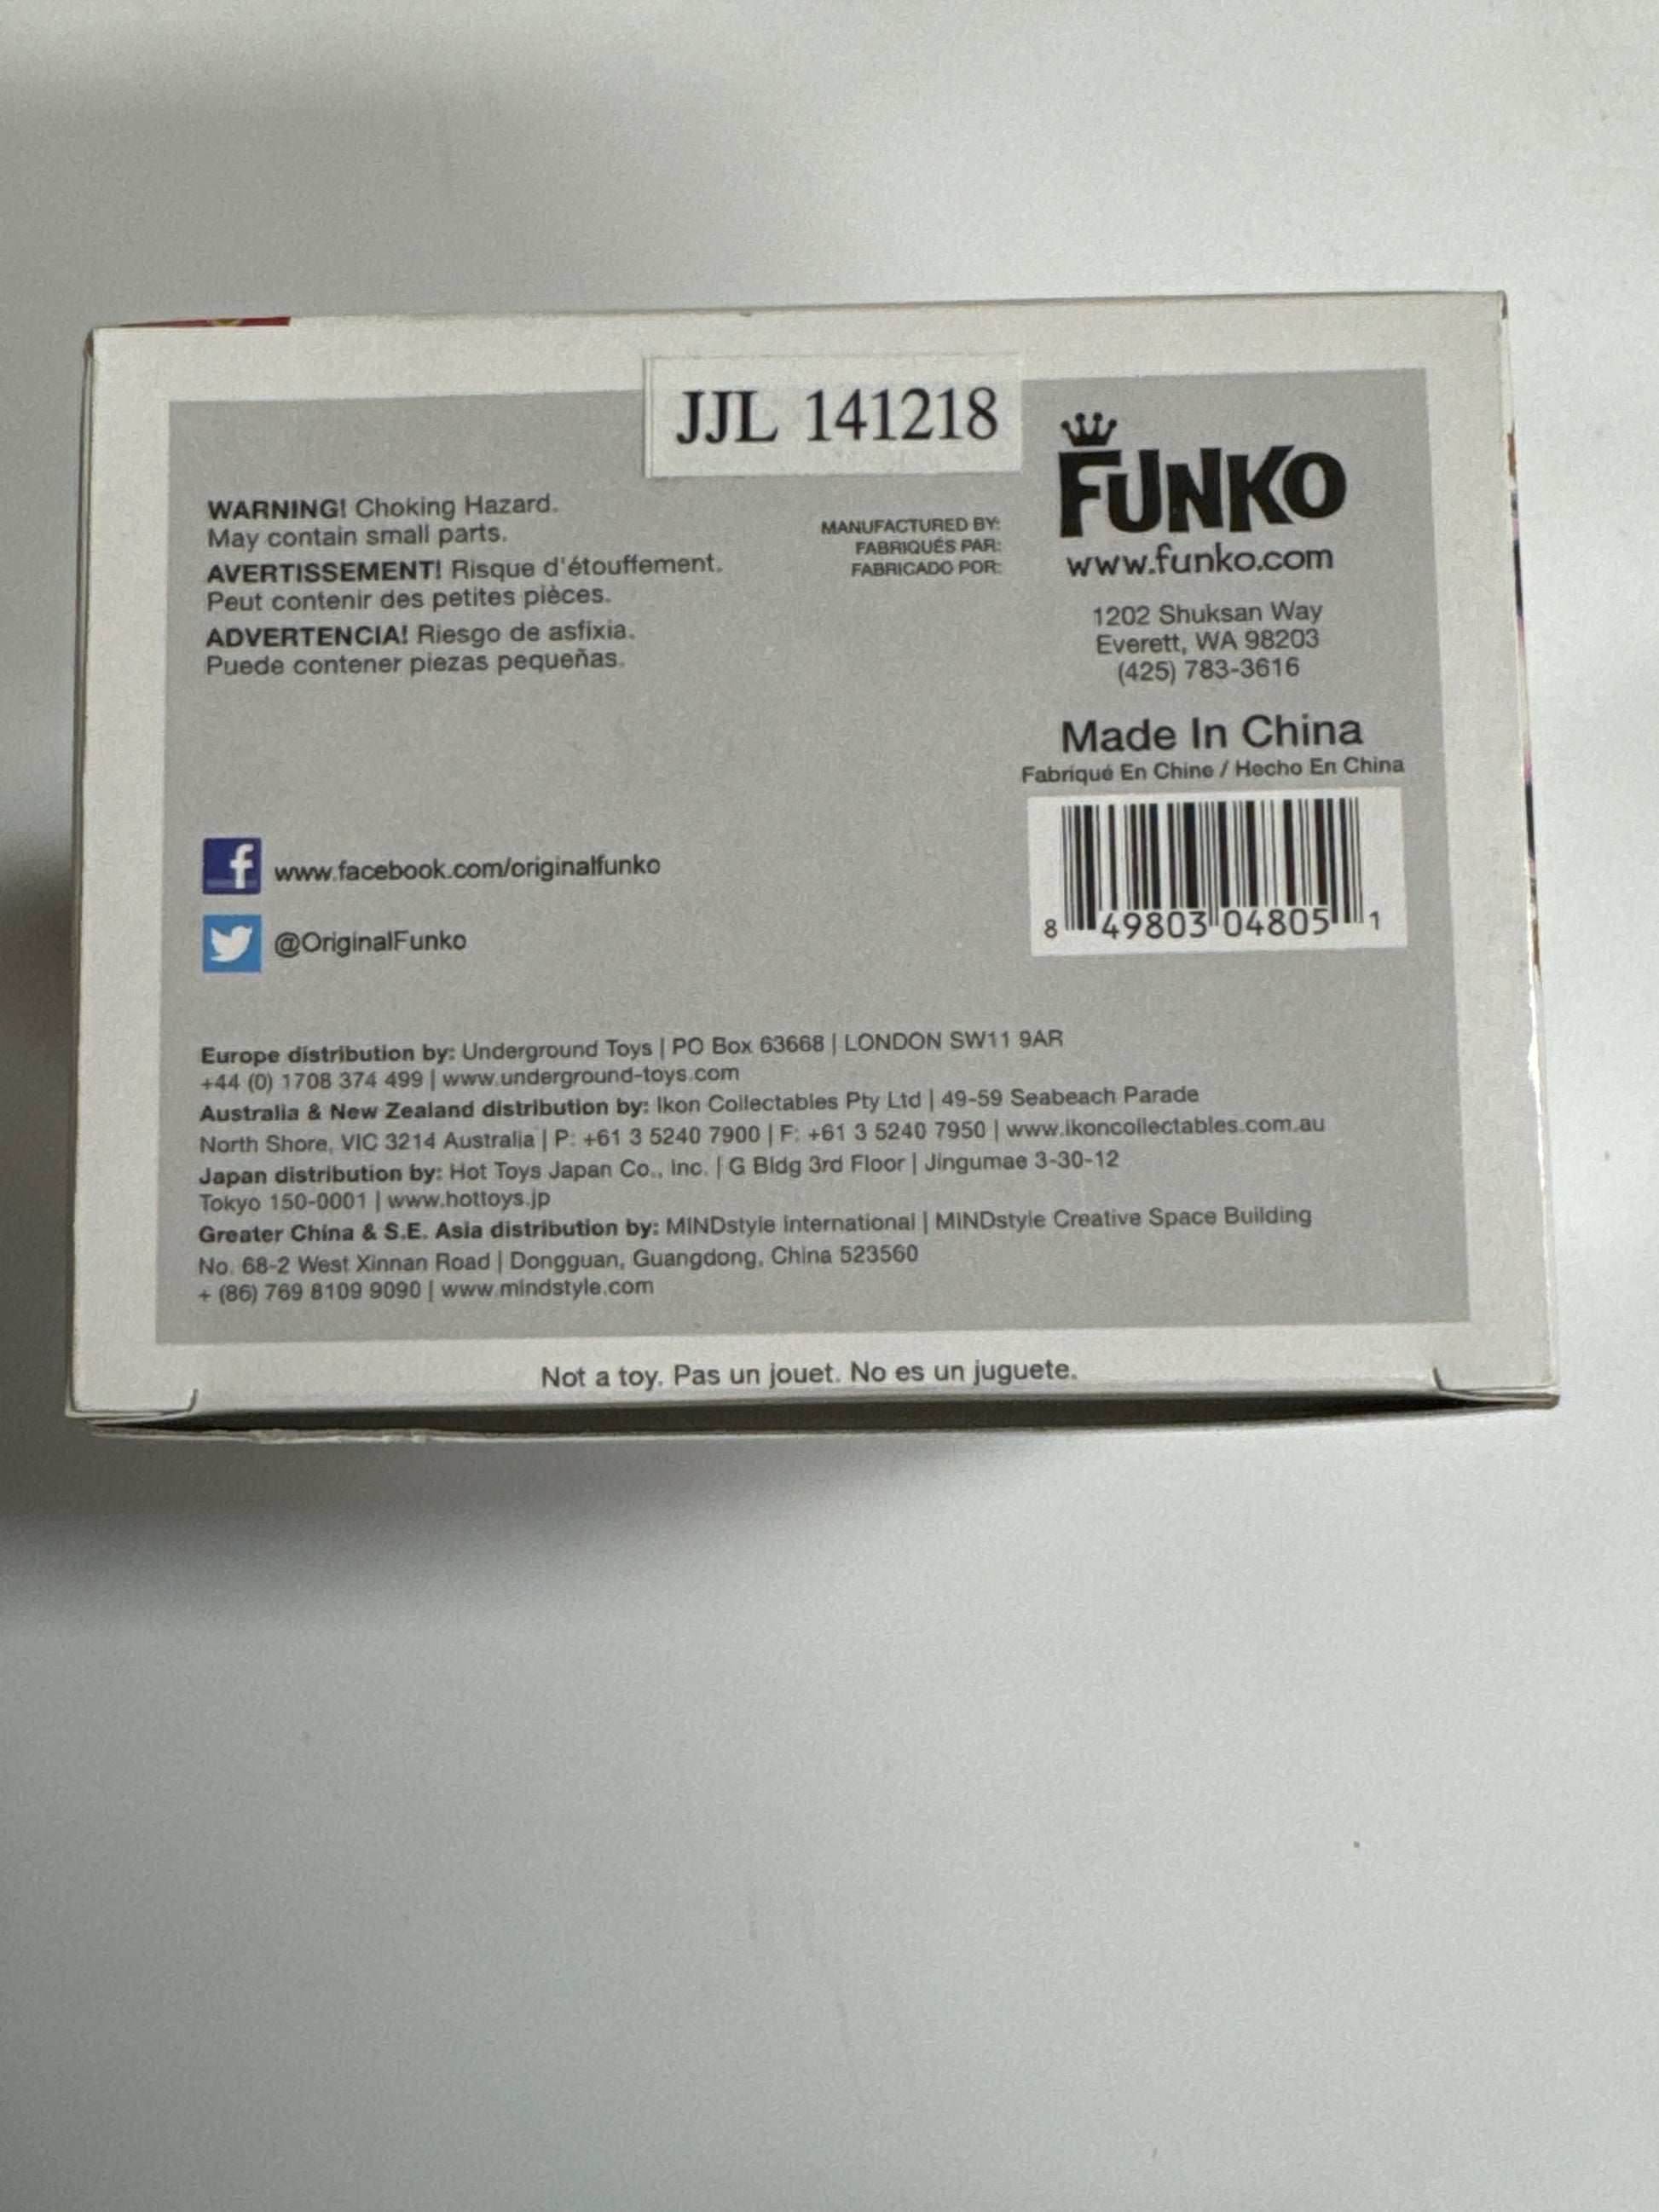 JJL 141218
WARNING! Choking Hazard.
May contain small parts.
AVERTISSEMENT! Risque d'étouffement.
Peut contenir des petites pièces.
ADVERTENCIA! Riesgo de asfixia.
Puede contener piezas pequeñas.
MANUFACTURED BY:
FABRIQUÉS PAR:
FABRICADO POR:
FUNKO
www.funko.com
1202 Shuksan Way
Everett, WA 98203
(425) 783-3616
Made In China
Fabriqué En Chine / Hecho En China
8 49803 04805 1
f www.facebook.com/originalfunko
@OriginalFunko
Europe distribution by: Underground Toys | PO Box 63668 | LONDON SW11 9AR
+44 (0) 1708 374 499 | www.underground-toys.com
Australia & New Zealand distribution by: Ikon Collectables Pty Ltd | 49-59 Seabeach Parade
North Shore, VIC 3214 Australia | P: +61 3 5240 7900 | F: +61 3 5240 7950 | www.ikoncollectables.com.au
Japan distribution by: Hot Toys Japan Co., Inc. | G Bldg 3rd Floor | Jingumae 3-30-12
Tokyo 150-0001 | www.hottoys.jp
Greater China & S.E. Asia distribution by: MINDstyle International | MINDstyle Creative Space Building
No. 68-2 West Xinnan Road | Dongguan, Guangdong, China 523560
+ (86) 769 8109 9090 | www.mindstyle.com
Not a toy. Pas un jouet. No es un juguete.